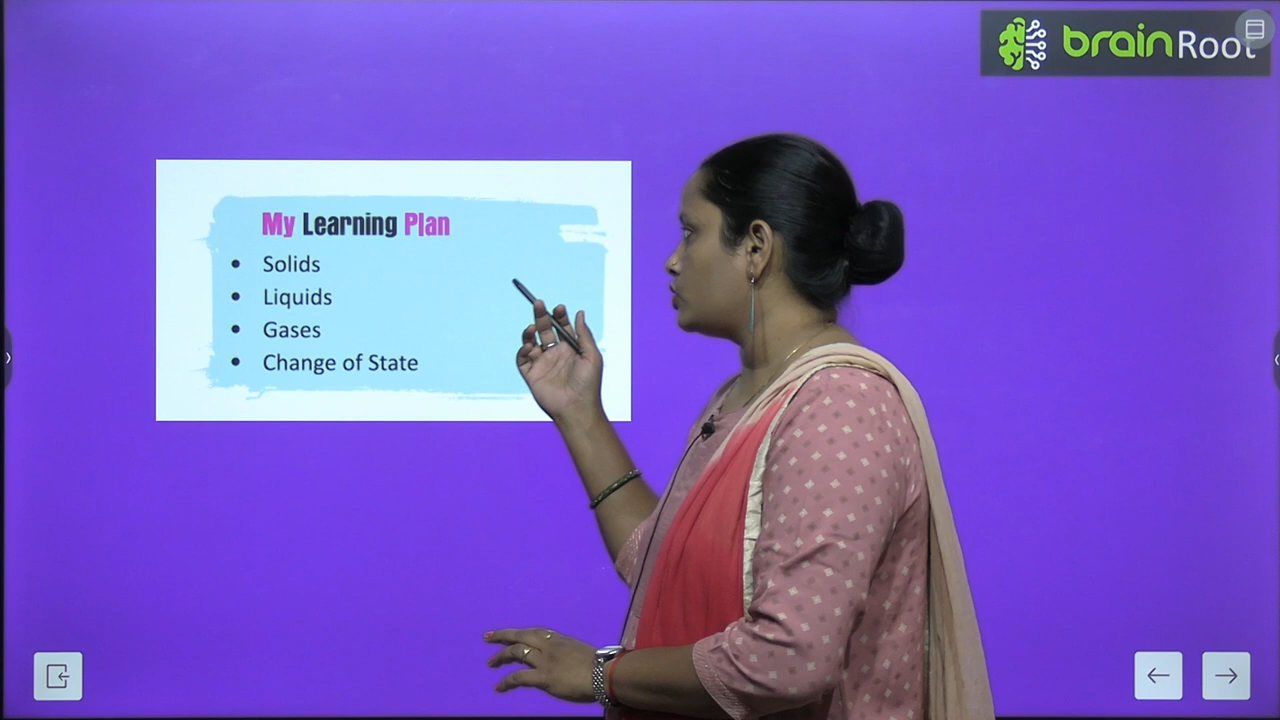 brainRoot
My Learning Plan
• Solids
• Liquids
• Gases
• Change of State